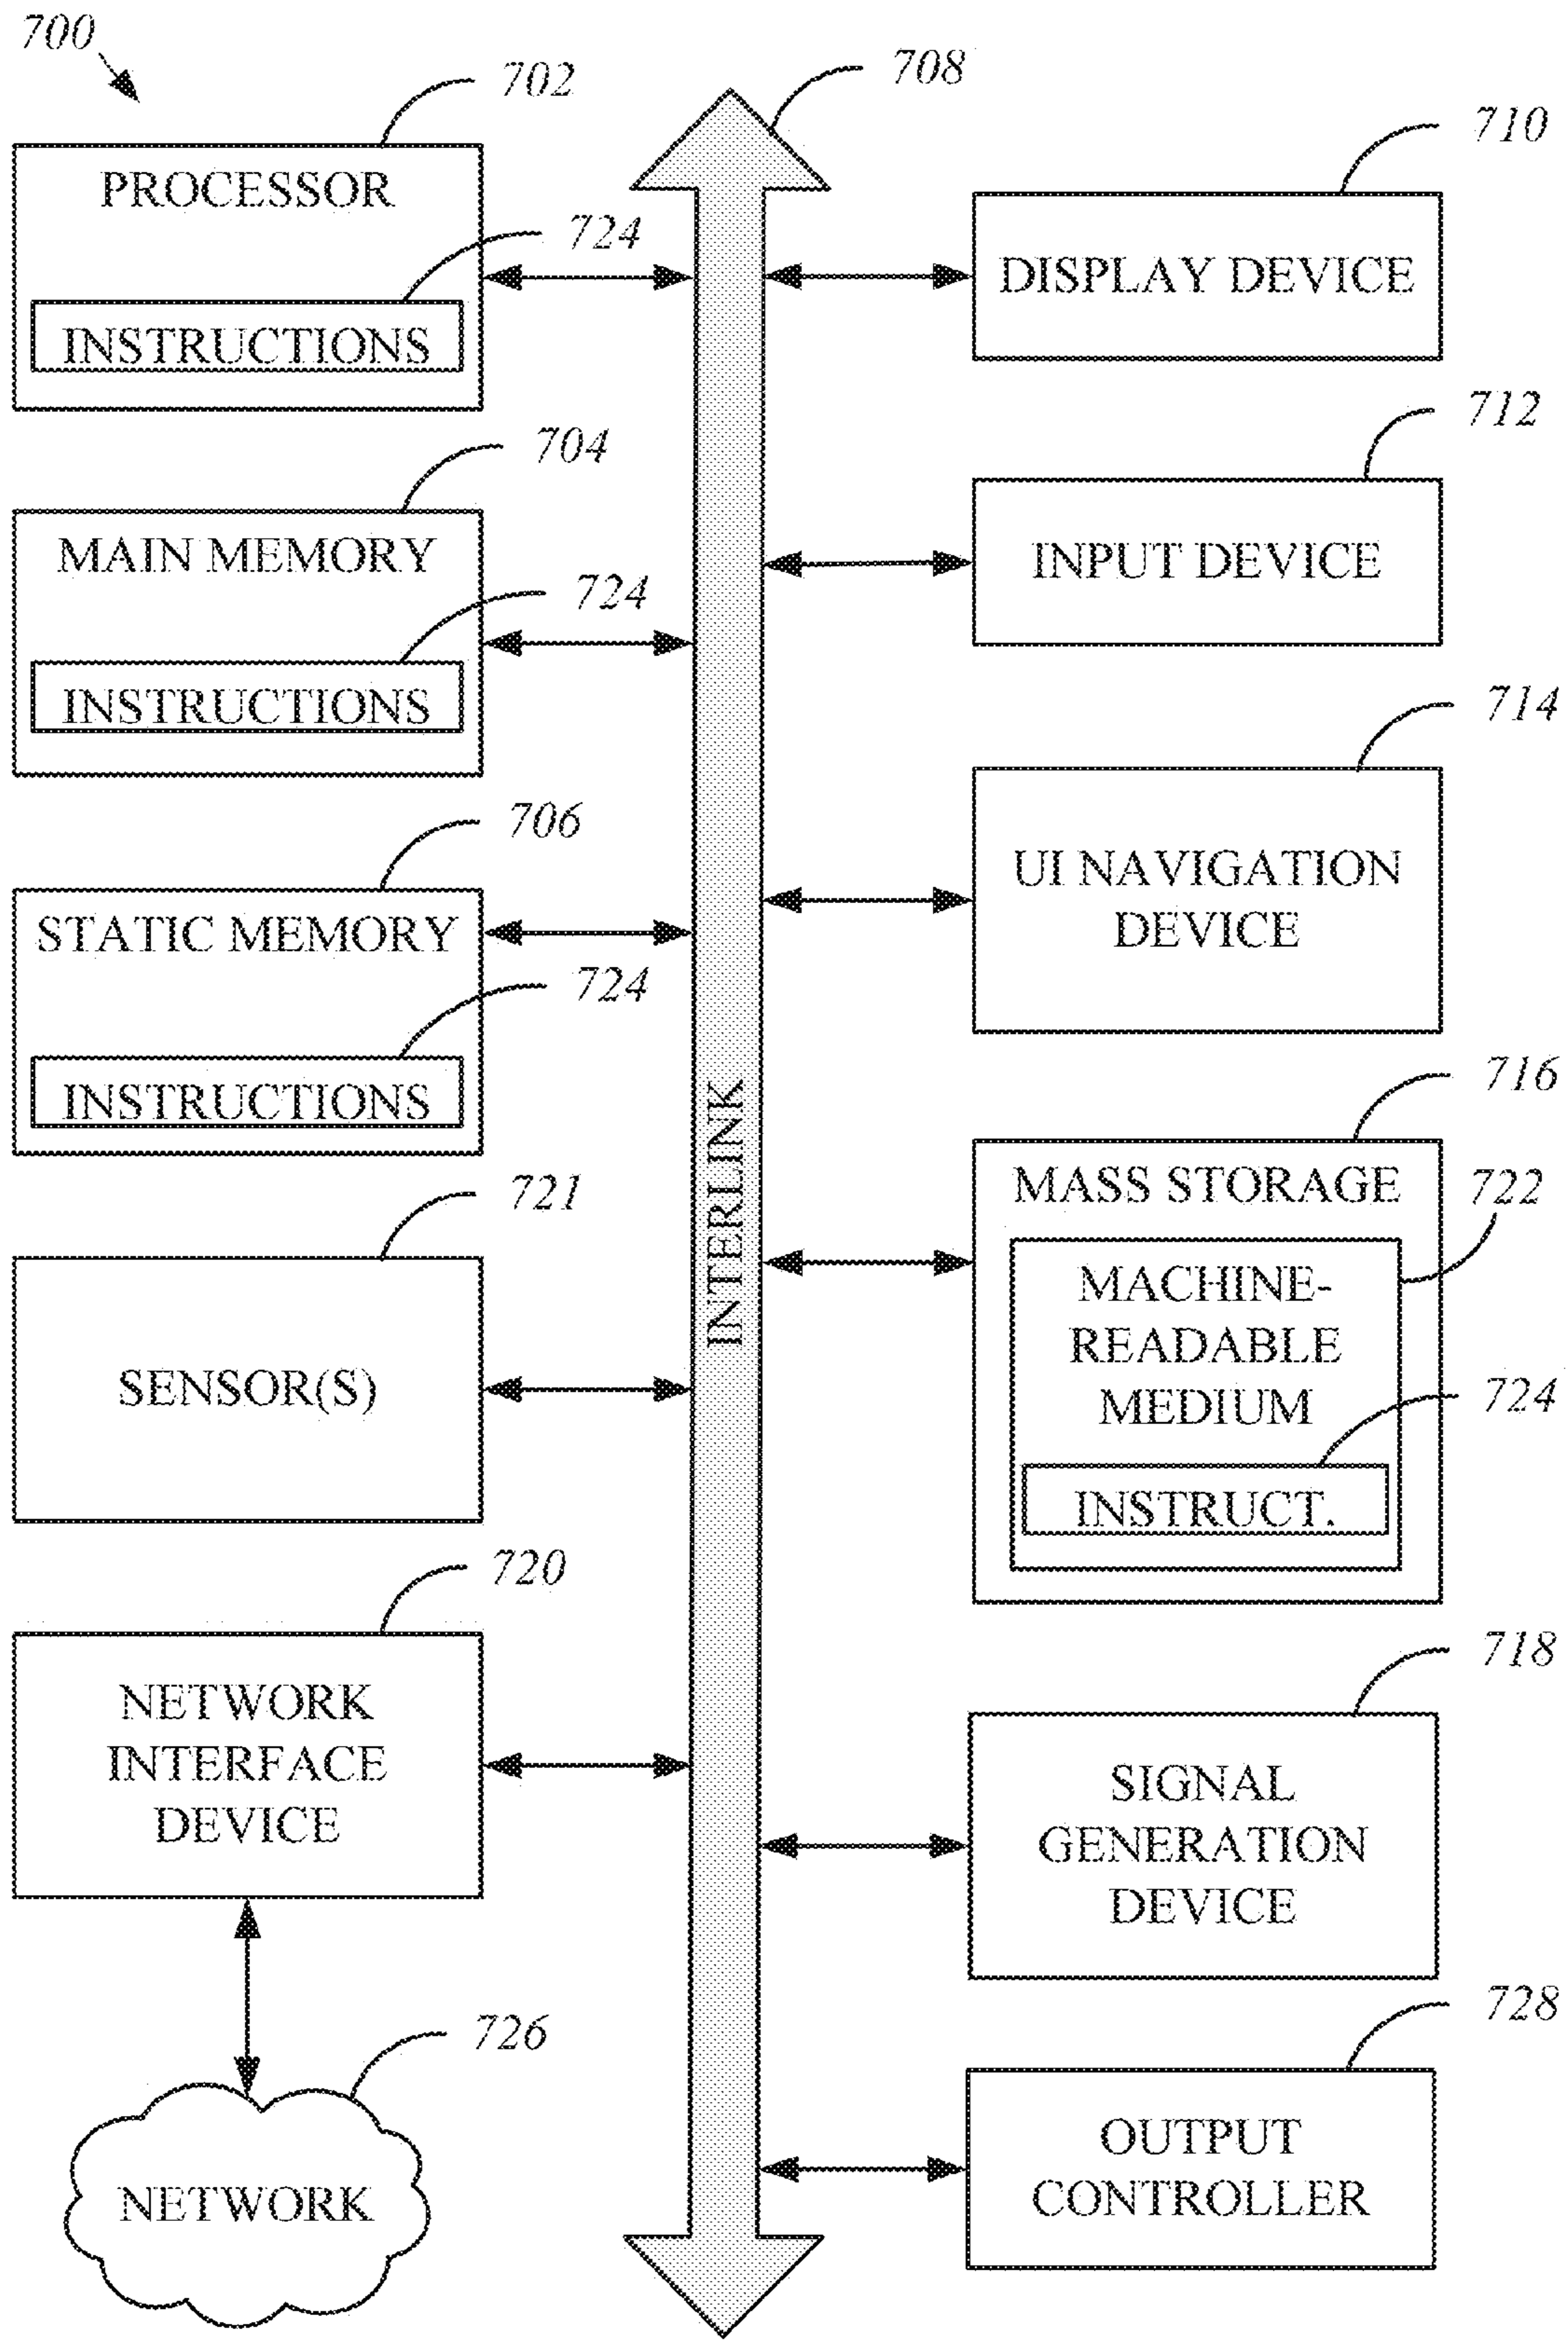 700
702
PROCESSOR
724
INSTRUCTIONS
704
MAIN MEMORY
724
INSTRUCTIONS
706
STATIC MEMORY
724
INSTRUCTIONS
721
SENSOR(S)
720
NETWORK
INTERFACE
DEVICE
726
NETWORK
708
INTERLINK
710
DISPLAY DEVICE
712
INPUT DEVICE
714
UI NAVIGATION
DEVICE
716
MASS STORAGE
722
MACHINE-
READABLE
MEDIUM
724
INSTRUCT.
718
SIGNAL
GENERATION
DEVICE
728
OUTPUT
CONTROLLER